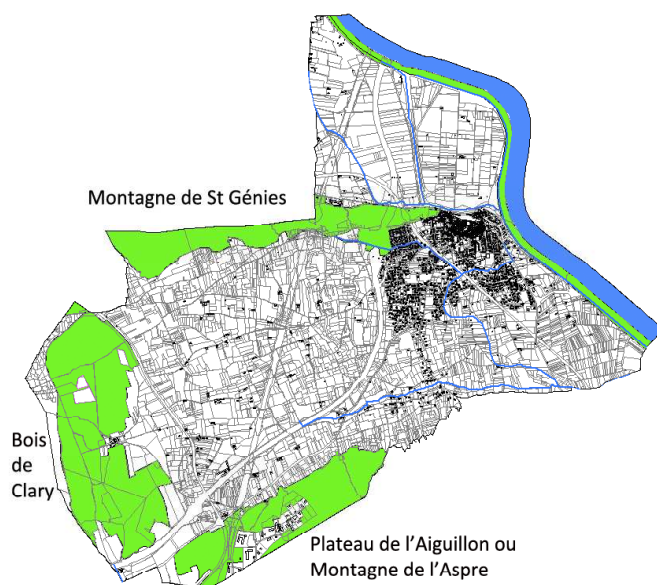 Montagne de St Génies
Bois
de
Clary
Plateau de l'Aiguillon ou
Montagne de l'Aspre